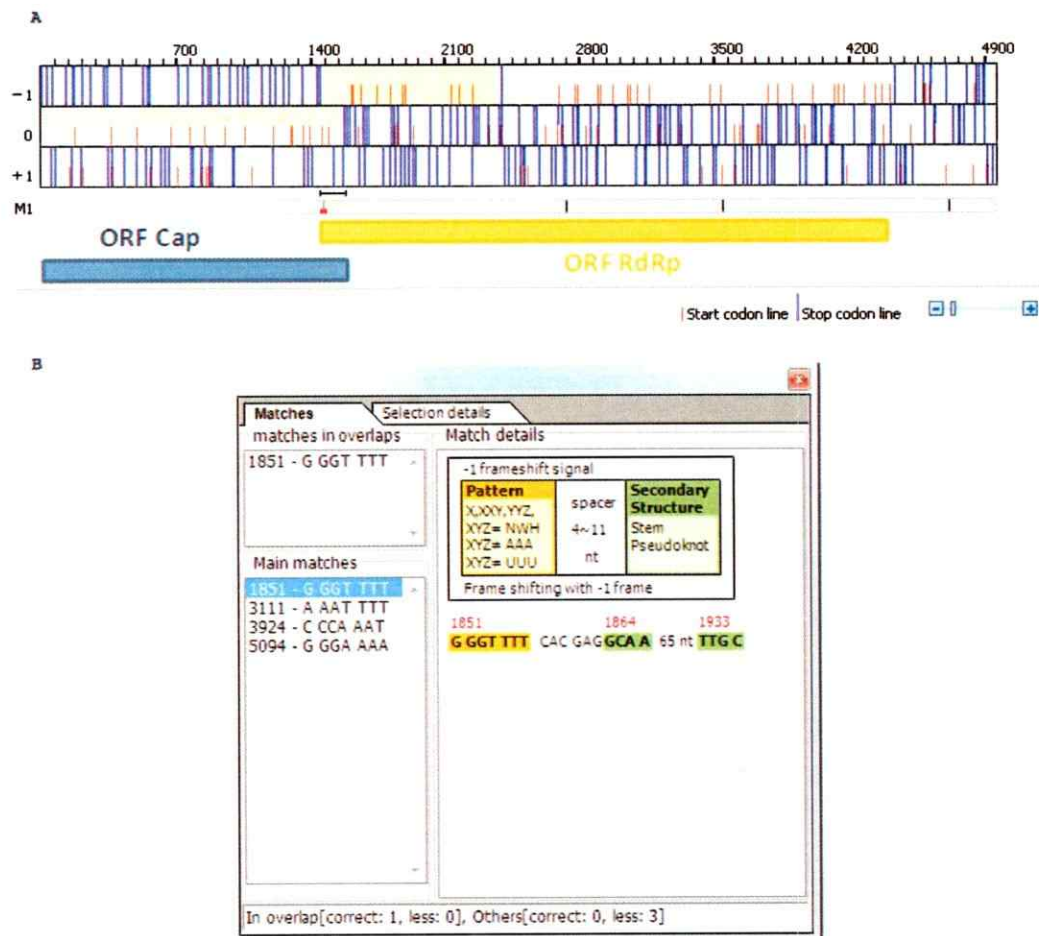 A
700 1400 2100 2800 3500 4200 4900
-1
0
+1
M1
ORF Cap
ORF RdRp
Start codon line Stop codon line
B
Matches Selection details
matches in overlaps Match details
1851 - G GGT TTT
Main matches
1851 - G GGT TTT
3111 - A AAT TTT
3924 - C CCA AAT
5094 - G GGA AAA
-1 frameshift signal
Pattern
X,XXY,YYZ,
XYZ= NWH
XYZ= AAA
XYZ= UUU
spacer
4~11
nt
Secondary
Structure
Stem
Pseudoknot
Frame shifting with -1 frame
1851 1864 1933
G GGT TTT CAC GAG GCA A 65 nt TTG C
In overlap[correct: 1, less: 0], Others[correct: 0, less: 3]